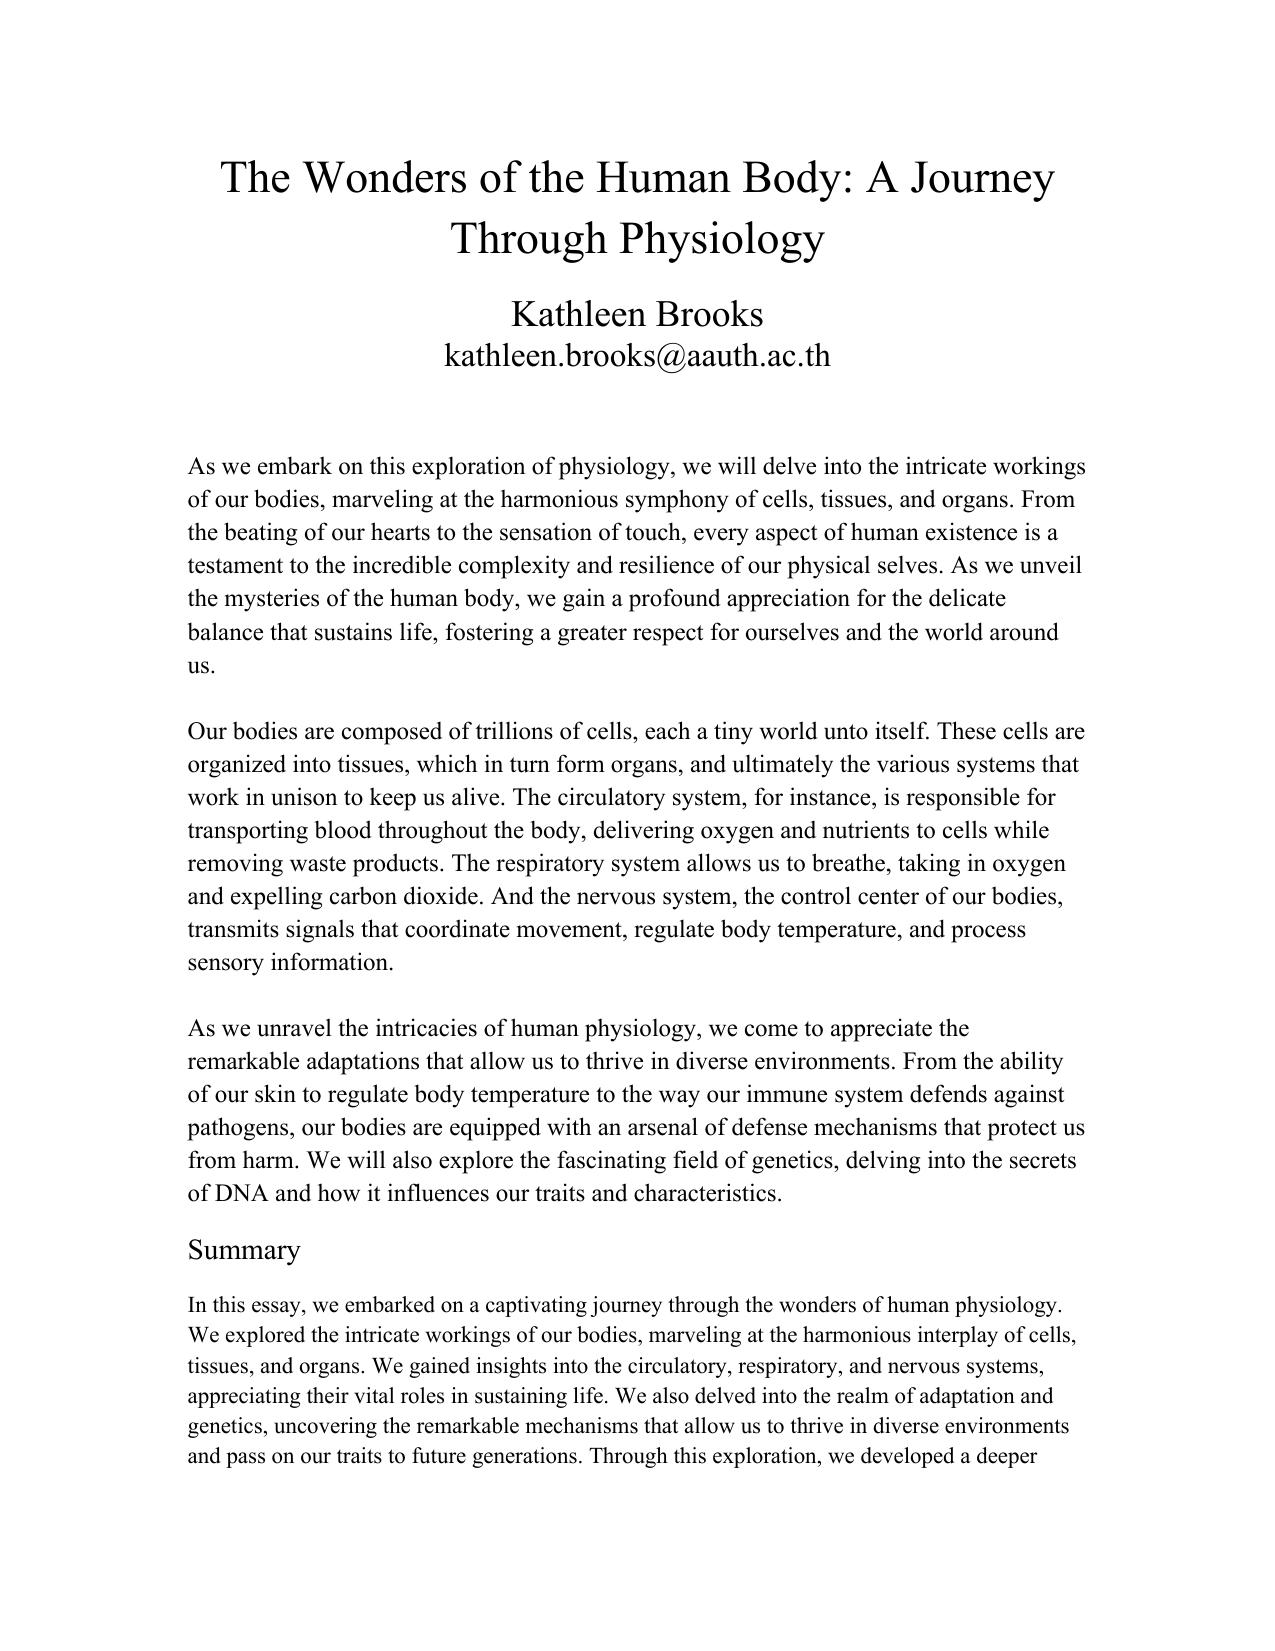 The Wonders of the Human Body: A Journey
Through Physiology
Kathleen Brooks
kathleen.brooks@aauth.ac.th
As we embark on this exploration of physiology, we will delve into the intricate workings
of our bodies, marveling at the harmonious symphony of cells, tissues, and organs. From
the beating of our hearts to the sensation of touch, every aspect of human existence is a
testament to the incredible complexity and resilience of our physical selves. As we unveil
the mysteries of the human body, we gain a profound appreciation for the delicate
balance that sustains life, fostering a greater respect for ourselves and the world around
us.
Our bodies are composed of trillions of cells, each a tiny world unto itself. These cells are
organized into tissues, which in turn form organs, and ultimately the various systems that
work in unison to keep us alive. The circulatory system, for instance, is responsible for
transporting blood throughout the body, delivering oxygen and nutrients to cells while
removing waste products. The respiratory system allows us to breathe, taking in oxygen
and expelling carbon dioxide. And the nervous system, the control center of our bodies,
transmits signals that coordinate movement, regulate body temperature, and process
sensory information.
As we unravel the intricacies of human physiology, we come to appreciate the
remarkable adaptations that allow us to thrive in diverse environments. From the ability
of our skin to regulate body temperature to the way our immune system defends against
pathogens, our bodies are equipped with an arsenal of defense mechanisms that protect us
from harm. We will also explore the fascinating field of genetics, delving into the secrets
of DNA and how it influences our traits and characteristics.
Summary
In this essay, we embarked on a captivating journey through the wonders of human physiology.
We explored the intricate workings of our bodies, marveling at the harmonious interplay of cells,
tissues, and organs. We gained insights into the circulatory, respiratory, and nervous systems,
appreciating their vital roles in sustaining life. We also delved into the realm of adaptation and
genetics, uncovering the remarkable mechanisms that allow us to thrive in diverse environments
and pass on our traits to future generations. Through this exploration, we developed a deeper